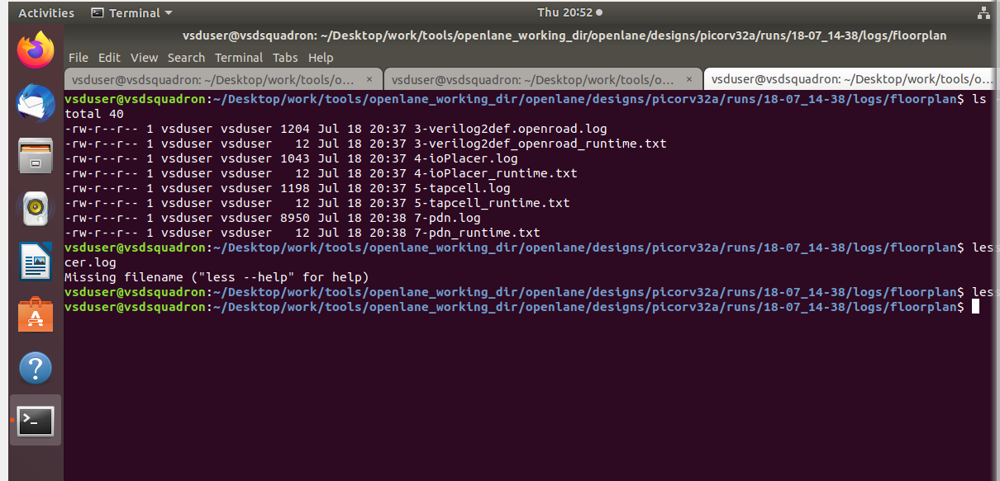 Activities Terminal Thu 20:52
vsduser@vsdsquadron: ~/Desktop/work/tools/openlane_working_dir/openlane/designs/picorv32a/runs/18-07_14-38/logs/floorplan
File Edit View Search Terminal Tabs Help
vsduser@vsdsquadron: ~/Desktop/work/tools/o... × vsduser@vsdsquadron: ~/Desktop/work/tools/o... × vsduser@vsdsquadron: ~/Desktop/work/tools/o...
vsduser@vsdsquadron:~/Desktop/work/tools/openlane_working_dir/openlane/designs/picorv32a/runs/18-07_14-38/logs/floorplan$ ls -
total 40
-rw-r--r-- 1 vsduser vsduser 1204 Jul 18 20:37 3-verilog2def.openroad.log
-rw-r--r-- 1 vsduser vsduser   12 Jul 18 20:37 3-verilog2def_openroad_runtime.txt
-rw-r--r-- 1 vsduser vsduser 1043 Jul 18 20:37 4-ioPlacer.log
-rw-r--r-- 1 vsduser vsduser   12 Jul 18 20:37 4-ioPlacer_runtime.txt
-rw-r--r-- 1 vsduser vsduser 1198 Jul 18 20:37 5-tapcell.log
-rw-r--r-- 1 vsduser vsduser   12 Jul 18 20:37 5-tapcell_runtime.txt
-rw-r--r-- 1 vsduser vsduser 8950 Jul 18 20:38 7-pdn.log
-rw-r--r-- 1 vsduser vsduser   12 Jul 18 20:38 7-pdn_runtime.txt
vsduser@vsdsquadron:~/Desktop/work/tools/openlane_working_dir/openlane/designs/picorv32a/runs/18-07_14-38/logs/floorplan$ less
cer.log
Missing filename ("less --help" for help)
vsduser@vsdsquadron:~/Desktop/work/tools/openlane_working_dir/openlane/designs/picorv32a/runs/18-07_14-38/logs/floorplan$ less
vsduser@vsdsquadron:~/Desktop/work/tools/openlane_working_dir/openlane/designs/picorv32a/runs/18-07_14-38/logs/floorplan$